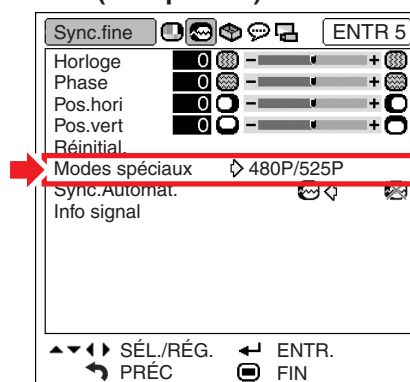 Sync.fine ENTR 5
Horloge 0
Phase 0
Pos.hori 0
Pos.vert 0
Réinitial.
Modes spéciaux 480P/525P
Sync.Automat.
Info signal
SÉL./RÉG. ENTR.
PRÉC FIN